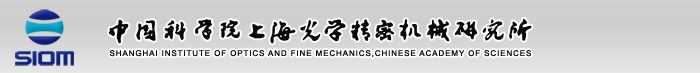 SIOM
中国科学院上海光学精密机械研究所
SHANGHAI INSTITUTE OF OPTICS AND FINE MECHANICS,CHINESE ACADEMY OF SCIENCES